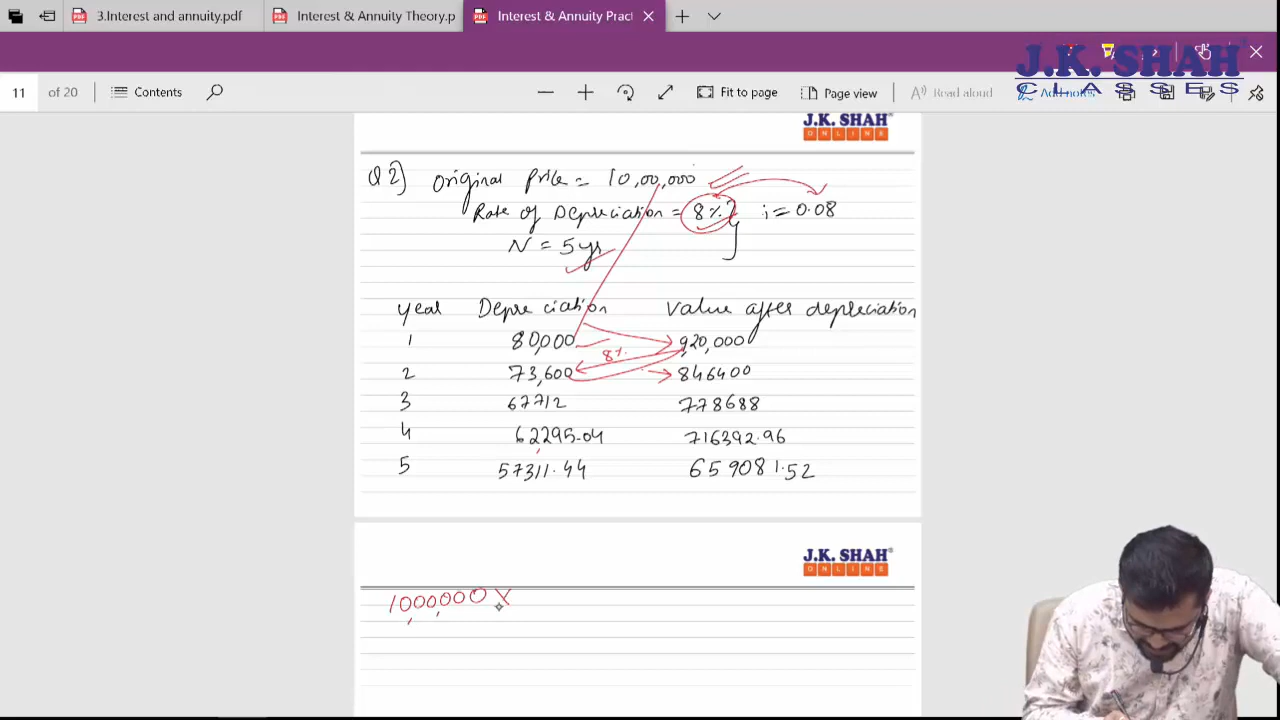 3.Interest and annuity.pdf
Interest & Annuity Theory.p
Interest & Annuity Pract
J.K. SHAH®
CLASSES
11 of 20
Contents
Fit to page
Page view
Read aloud
Add notes
J.K. SHAH®
ONLINE
Q2] Original Price = 10,00,000
Rate of Depreciation = 8% i = 0.08
N = 5 yr
year Depreciation Value after depreciation
1 80,000 920,000
8%
2 73,600 846400
3 67712 778688
4 62295.04 716392.96
5 57311.44 659081.52
J.K. SHAH®
ONLINE
1000000 X